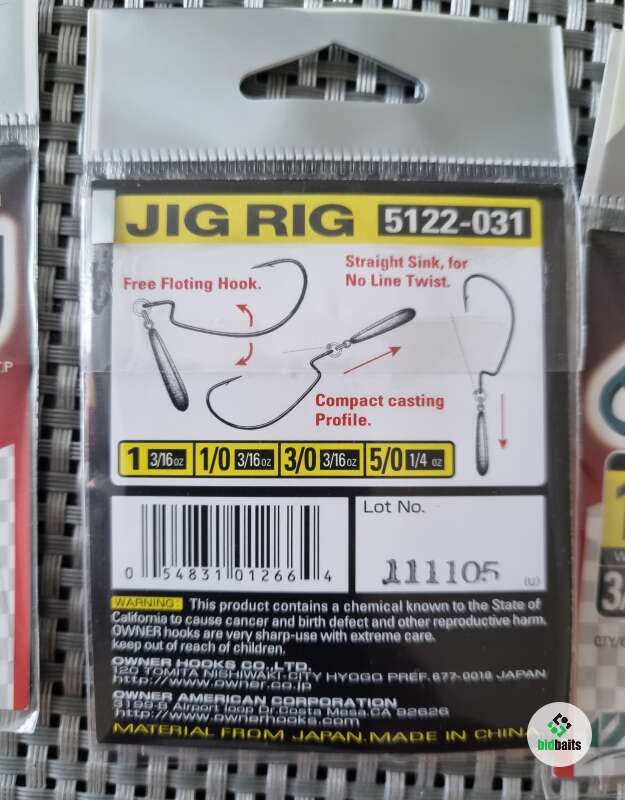 JIG RIG 5122-031
Free Floting Hook.
Straight Sink, for
No Line Twist.
Compact casting
Profile.
1 3/16oz 1/0 3/16oz 3/0 3/16oz 5/0 1/4 oz
Lot No.
111105 (U)
0 54831 01266 4
WARNING: This product contains a chemical known to the State of
California to cause cancer and birth defect and other reproductive harm.
OWNER hooks are very sharp-use with extreme care.
keep out of reach of children.
OWNER HOOKS CO.,LTD.
120 TOMITA NISHIWAKI-CITY HYOGO PREF. 677-0018 JAPAN
http://www.owner.co.jp
OWNER AMERICAN CORPORATION
3199-B Airport loop Dr.Costa Mesa.CA 92626
http://www.ownerhooks.com
MATERIAL FROM JAPAN.MADE IN CHINA
bidbaits